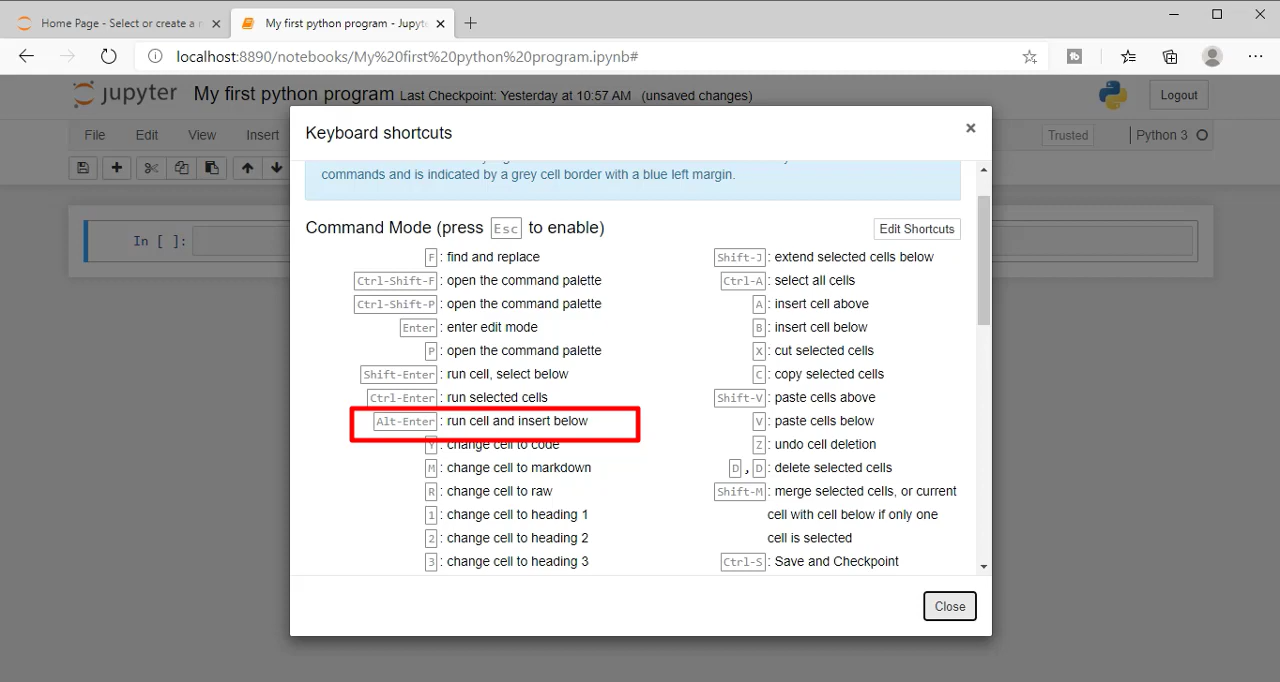 Home Page - Select or create a
My first python program - Jupyt
localhost:8890/notebooks/My%20first%20python%20program.ipynb#
jupyter My first python program Last Checkpoint: Yesterday at 10:57 AM (unsaved changes)
Logout
File Edit View Insert
Trusted
Python 3
Keyboard shortcuts
commands and is indicated by a grey cell border with a blue left margin.
Command Mode (press Esc to enable)
Edit Shortcuts
F : find and replace
Ctrl-Shift-F : open the command palette
Ctrl-Shift-P : open the command palette
Enter : enter edit mode
P : open the command palette
Shift-Enter : run cell, select below
Ctrl-Enter : run selected cells
Alt-Enter : run cell and insert below
Y : change cell to code
M : change cell to markdown
R : change cell to raw
1 : change cell to heading 1
2 : change cell to heading 2
3 : change cell to heading 3
Shift-J : extend selected cells below
Ctrl-A : select all cells
A : insert cell above
B : insert cell below
X : cut selected cells
C : copy selected cells
Shift-V : paste cells above
V : paste cells below
Z : undo cell deletion
D , D : delete selected cells
Shift-M : merge selected cells, or current
cell with cell below if only one
cell is selected
Ctrl-S : Save and Checkpoint
In [ ]:
Close